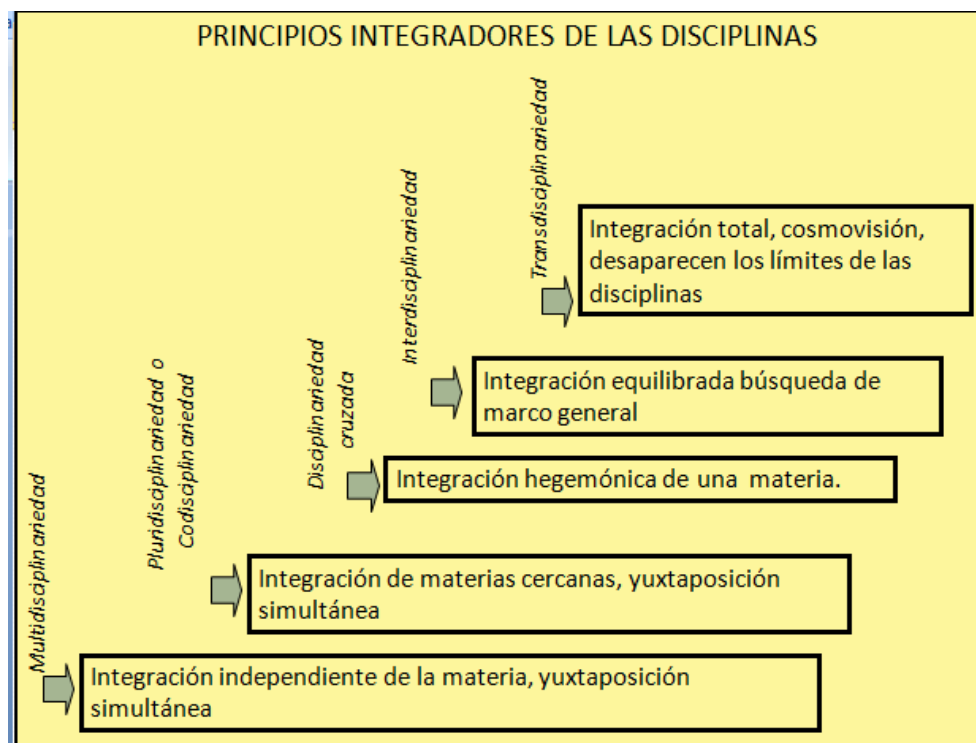 PRINCIPIOS INTEGRADORES DE LAS DISCIPLINAS
Transdisciplinariedad
Integración total, cosmovisión,
desaparecen los límites de las
disciplinas
Interdisciplinariedad
Integración equilibrada búsqueda de
marco general
Disciplinariedad
cruzada
Integración hegemónica de una materia.
Pluridisciplinariedad o
Codisciplinariedad
Integración de materias cercanas, yuxtaposición
simultánea
Multidisciplinariedad
Integración independiente de la materia, yuxtaposición
simultánea